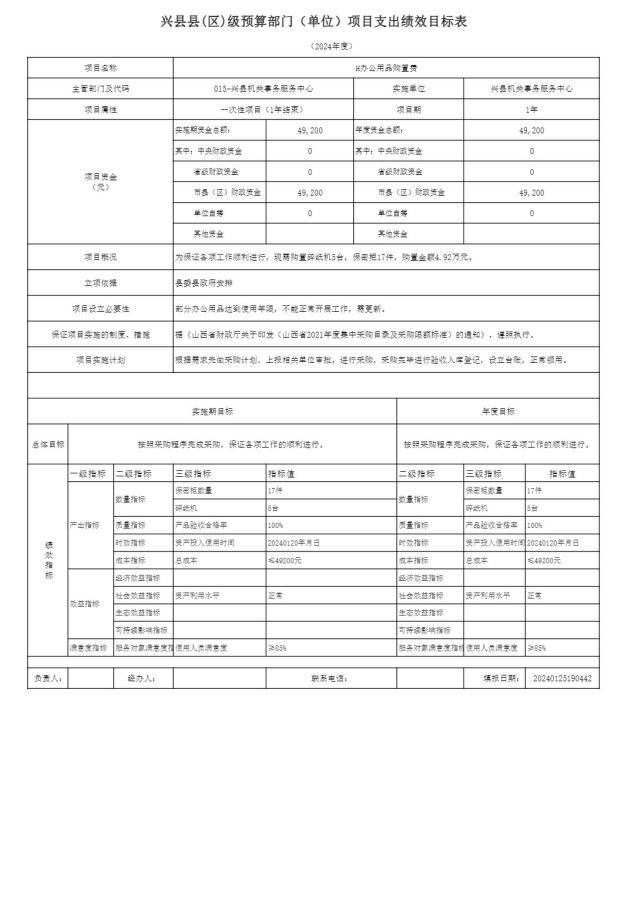 兴县县(区)级预算部门（单位）项目支出绩效目标表
（2024年度）
项目名称 H办公用品购置费
主管部门及代码 015-兴县机关事务服务中心 实施单位 兴县机关事务服务中心
项目属性 一次性项目（1年结束） 项目期 1年
项目资金
（元）
实施期资金总额： 49,200 年度资金总额： 49,200
其中：中央财政资金 0 其中：中央财政资金 0
省级财政资金 0 省级财政资金 0
市县（区）财政资金 49,200 市县（区）财政资金 49,200
单位自筹 0 单位自筹 0
其他资金 其他资金
项目概况 为保证各项工作顺利进行，现需购置碎纸机5台，保密柜17件，购置金额4.92万元。
立项依据 县委县政府安排
项目设立必要性 部分办公用品达到使用年限，不能正常开展工作，需更新。
保证项目实施的制度、措施 据《山西省财政厅关于印发（山西省2021年度集中采购目录及采购限额标准）的通知》，遵照执行。
项目实施计划 根据需求先做采购计划，上报相关单位审批，进行采购，采购完毕进行验收入库登记，设立台账，正常领用。
实施期目标 年度目标
总体目标 按照采购程序完成采购，保证各项工作的顺利进行。 按照采购程序完成采购，保证各项工作的顺利进行。
绩效指标
一级指标 二级指标 三级指标 指标值 二级指标 三级指标 指标值
产出指标 数量指标 保密柜数量 17件 数量指标 保密柜数量 17件
碎纸机 5台 碎纸机 5台
质量指标 产品验收合格率 100% 质量指标 产品验收合格率 100%
时效指标 资产投入使用时间 20240120年月日 时效指标 资产投入使用时间 20240120年月日
成本指标 总成本 ≤49200元 成本指标 总成本 ≤49200元
效益指标 经济效益指标 经济效益指标
社会效益指标 资产利用水平 正常 社会效益指标 资产利用水平 正常
生态效益指标 生态效益指标
可持续影响指标 可持续影响指标
满意度指标 服务对象满意度指 使用人员满意度 ≥85% 服务对象满意度指 使用人员满意度 ≥85%
负责人： 经办人： 联系电话： 填报日期： 20240125190442